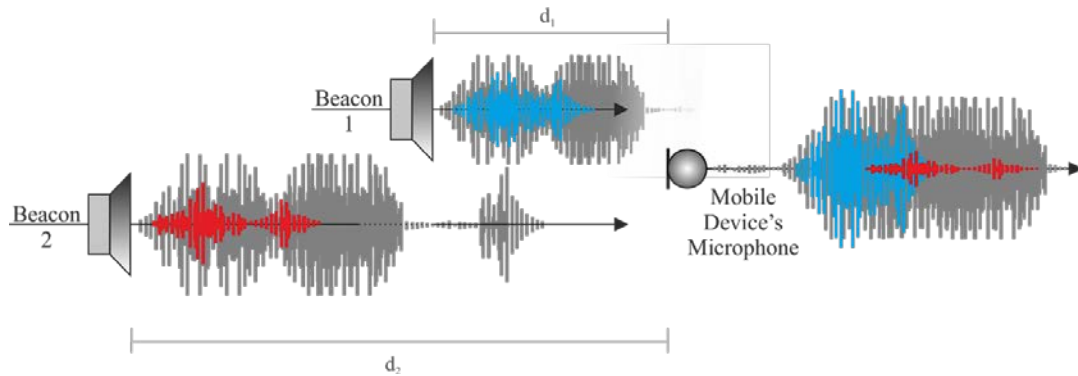 d₁
Beacon
1
Mobile
Device's
Microphone
Beacon
2
d₂